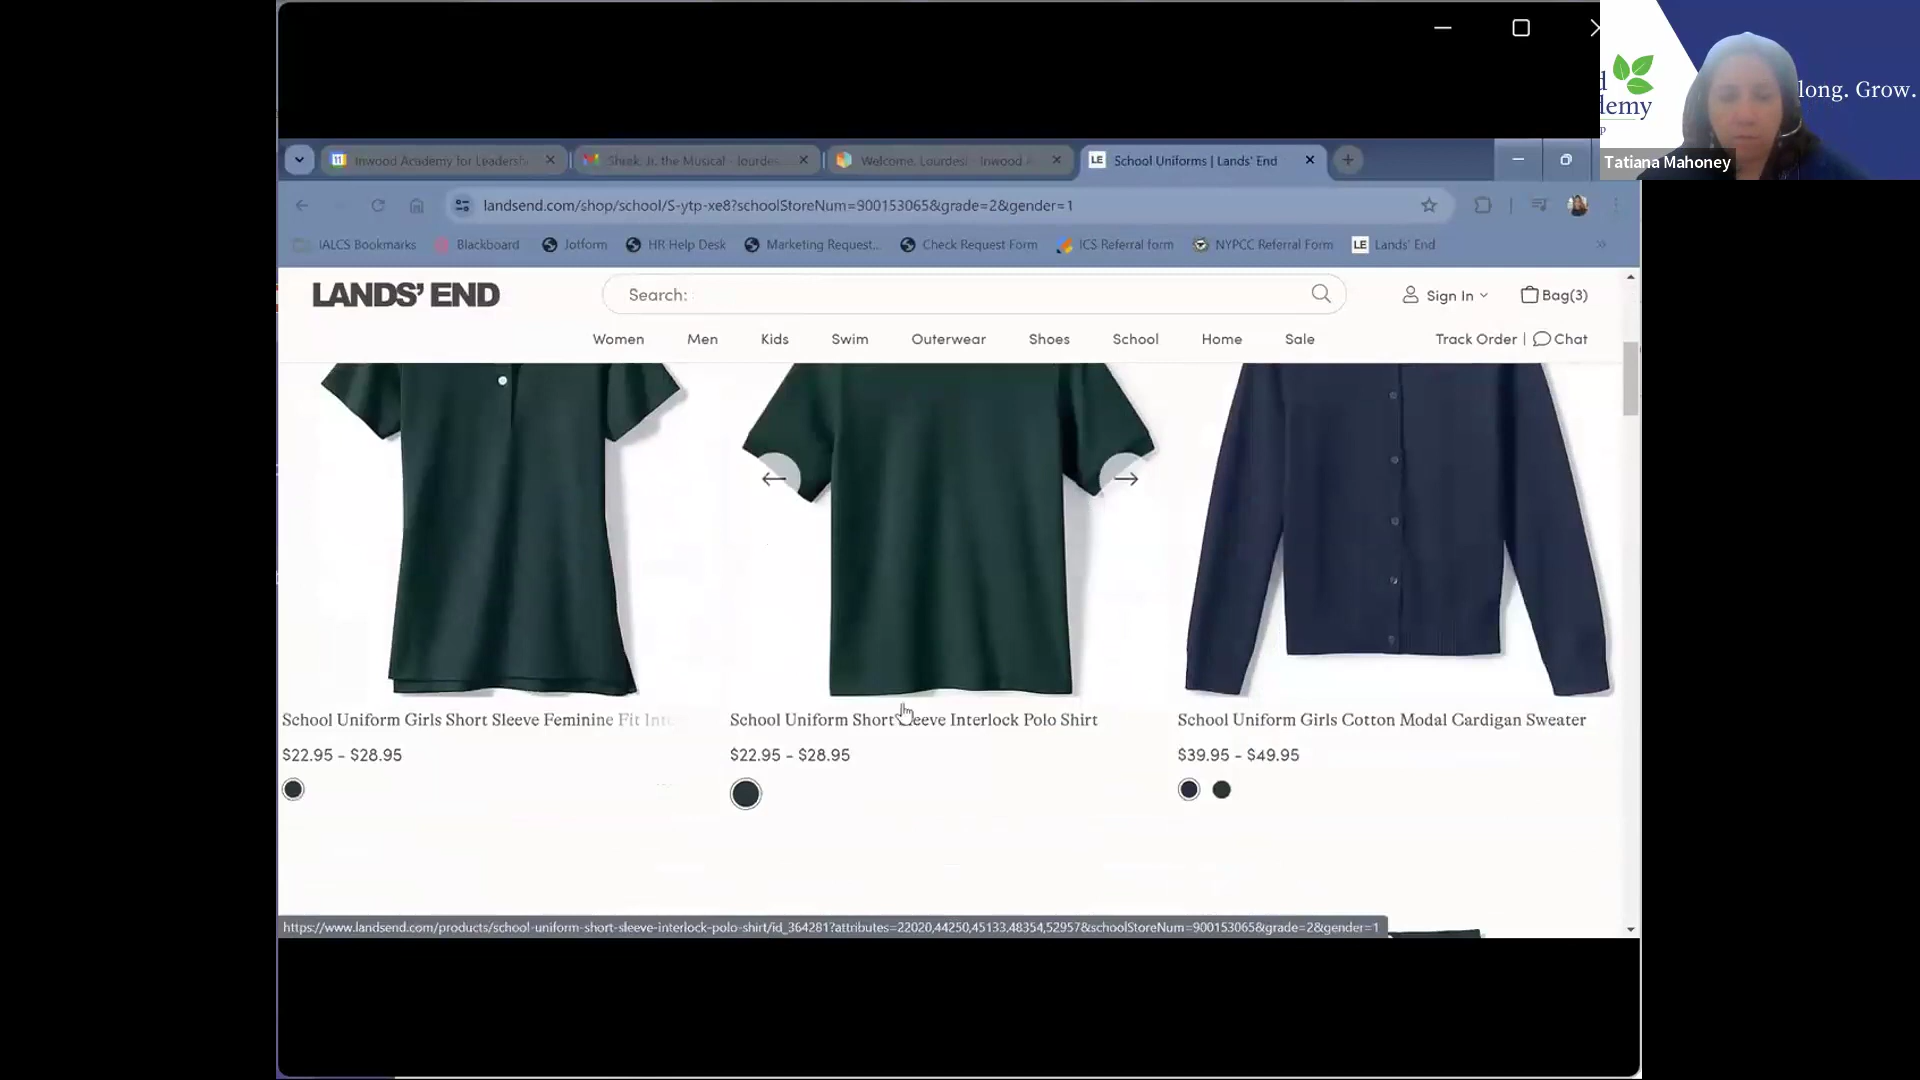 Inwood Academy for Leadersh
Shrek, Jr. the Musical - lourdes
Welcome, Lourdes! - Inwood
LE School Uniforms | Lands' End
landsend.com/shop/school/S-ytp-xe8?schoolStoreNum=900153065&grade=2&gender=1
IALCS Bookmarks Blackboard Jotform HR Help Desk Marketing Request... Check Request Form ICS Referral form NYPCC Referral Form LE Lands' End
LANDS' END
Search:
Sign In
Bag(3)
Women Men Kids Swim Outerwear Shoes School Home Sale
Track Order | Chat
School Uniform Girls Short Sleeve Feminine Fit Int
$22.95 - $28.95
School Uniform Short Sleeve Interlock Polo Shirt
$22.95 - $28.95
School Uniform Girls Cotton Modal Cardigan Sweater
$39.95 - $49.95
https://www.landsend.com/products/school-uniform-short-sleeve-interlock-polo-shirt/id_364281?attributes=22020,44250,45133,48354,52957&schoolStoreNum=900153065&grade=2&gender=1
d
demy
p
long. Grow.
Tatiana Mahoney